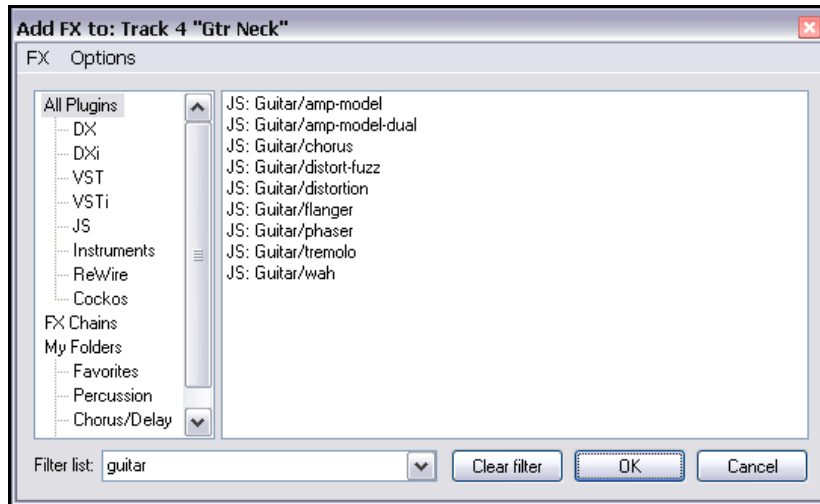 Add FX to: Track 4 "Gtr Neck"
FX Options
All Plugins
DX
DXi
VST
VSTi
JS
Instruments
ReWire
Cockos
FX Chains
My Folders
Favorites
Percussion
Chorus/Delay
JS: Guitar/amp-model
JS: Guitar/amp-model-dual
JS: Guitar/chorus
JS: Guitar/distort-fuzz
JS: Guitar/distortion
JS: Guitar/flanger
JS: Guitar/phaser
JS: Guitar/tremolo
JS: Guitar/wah
Filter list: guitar Clear filter OK Cancel